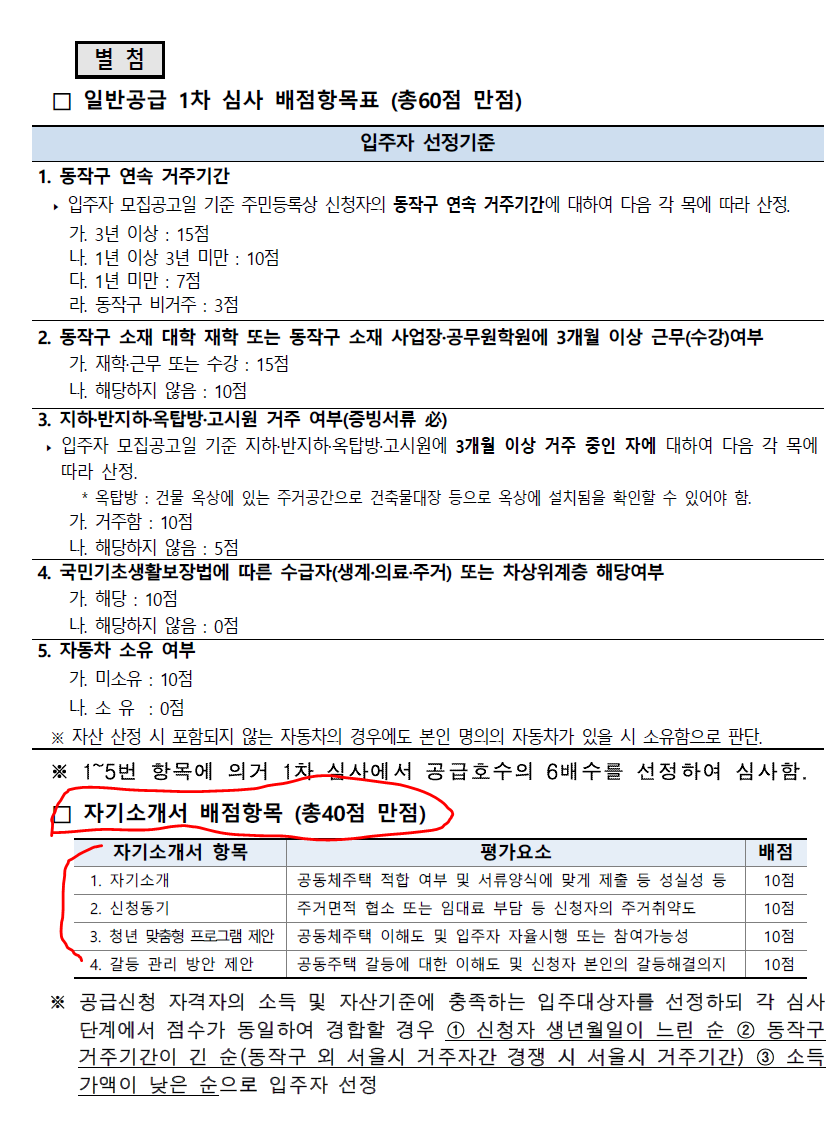 별 첨
□ 일반공급 1차 심사 배점항목표 (총60점 만점)
입주자 선정기준
1. 동작구 연속 거주기간
▸ 입주자 모집공고일 기준 주민등록상 신청자의 동작구 연속 거주기간에 대하여 다음 각 목에 따라 산정.
가. 3년 이상 : 15점
나. 1년 이상 3년 미만 : 10점
다. 1년 미만 : 7점
라. 동작구 비거주 : 3점
2. 동작구 소재 대학 재학 또는 동작구 소재 사업장·공무원학원에 3개월 이상 근무(수강)여부
가. 재학·근무 또는 수강 : 15점
나. 해당하지 않음 : 10점
3. 지하·반지하·옥탑방·고시원 거주 여부(증빙서류 必)
▸ 입주자 모집공고일 기준 지하·반지하·옥탑방·고시원에 3개월 이상 거주 중인 자에 대하여 다음 각 목에
따라 산정.
* 옥탑방 : 건물 옥상에 있는 주거공간으로 건축물대장 등으로 옥상에 설치됨을 확인할 수 있어야 함.
가. 거주함 : 10점
나. 해당하지 않음 : 5점
4. 국민기초생활보장법에 따른 수급자(생계·의료·주거) 또는 차상위계층 해당여부
가. 해당 : 10점
나. 해당하지 않음 : 0점
5. 자동차 소유 여부
가. 미소유 : 10점
나. 소 유 : 0점
※ 자산 산정 시 포함되지 않는 자동차의 경우에도 본인 명의의 자동차가 있을 시 소유함으로 판단.
※ 1~5번 항목에 의거 1차 심사에서 공급호수의 6배수를 선정하여 심사함.
□ 자기소개서 배점항목 (총40점 만점)
자기소개서 항목 평가요소 배점
1. 자기소개 공동체주택 적합 여부 및 서류양식에 맞게 제출 등 성실성 등 10점
2. 신청동기 주거면적 협소 또는 임대료 부담 등 신청자의 주거취약도 10점
3. 청년 맞춤형 프로그램 제안 공동체주택 이해도 및 입주자 자율시행 또는 참여가능성 10점
4. 갈등 관리 방안 제안 공동주택 갈등에 대한 이해도 및 신청자 본인의 갈등해결의지 10점
※ 공급신청 자격자의 소득 및 자산기준에 충족하는 입주대상자를 선정하되 각 심사
단계에서 점수가 동일하여 경합할 경우 ① 신청자 생년월일이 느린 순 ② 동작구
거주기간이 긴 순(동작구 외 서울시 거주자간 경쟁 시 서울시 거주기간) ③ 소득
가액이 낮은 순으로 입주자 선정